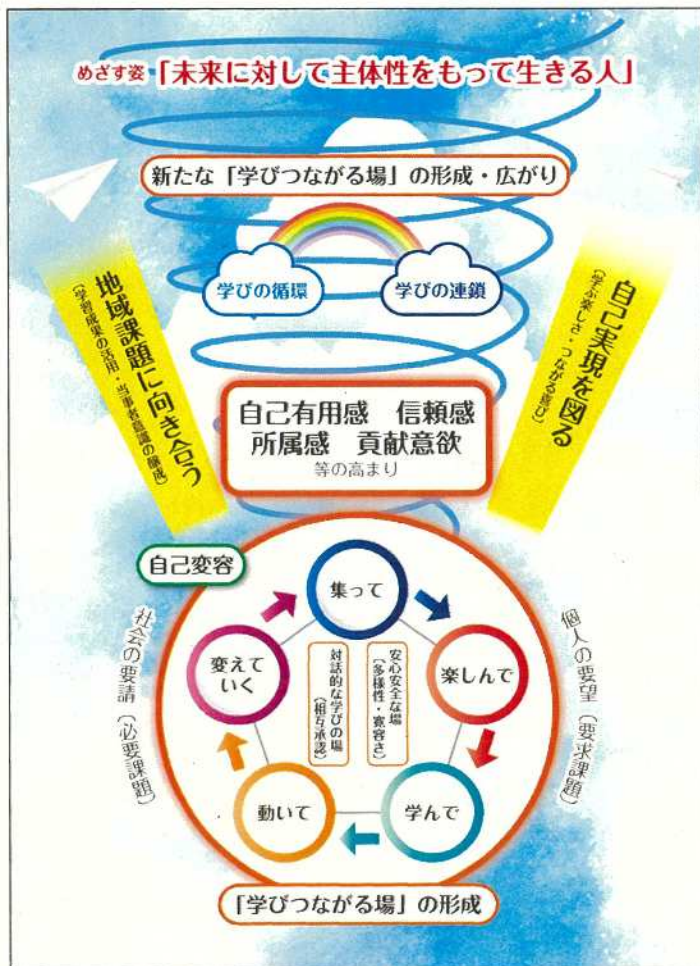 めざす姿「未来に対して主体性をもって生きる人」
新たな「学びつながる場」の形成・広がり
学びの循環
学びの連鎖
地域課題に向き合う
(学習成果の活用・当事者意識の醸成)
自己実現を図る
(学ぶ楽しさ・つながる喜び)
自己有用感 信頼感
所属感 貢献意欲
等の高まり
自己変容
集って
楽しんで
学んで
動いて
変えて
いく
安心安全な場
(多様性・寛容さ)
対話的な学びの場
(相互承認)
社会の要請(必要課題)
個人の要望(要求課題)
「学びつながる場」の形成